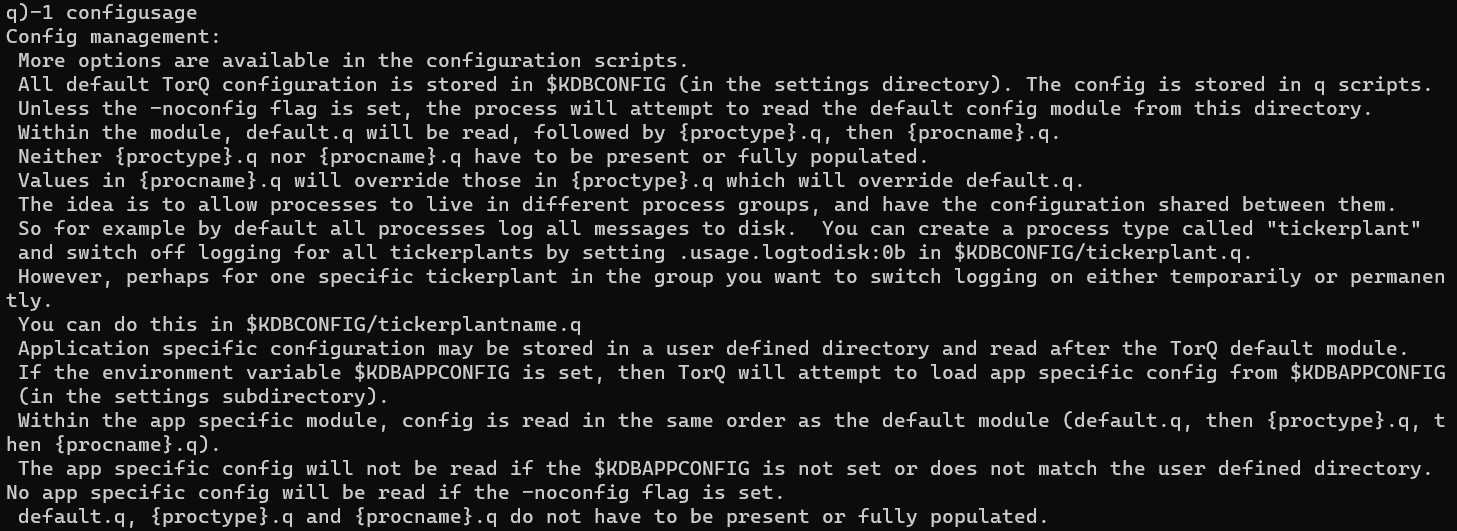 q)-1 configusage
Config management:
 More options are available in the configuration scripts.
 All default TorQ configuration is stored in $KDBCONFIG (in the settings directory). The config is stored in q scripts.
 Unless the -noconfig flag is set, the process will attempt to read the default config module from this directory.
 Within the module, default.q will be read, followed by {proctype}.q, then {procname}.q.
 Neither {proctype}.q nor {procname}.q have to be present or fully populated.
 Values in {procname}.q will override those in {proctype}.q which will override default.q.
 The idea is to allow processes to live in different process groups, and have the configuration shared between them.
 So for example by default all processes log all messages to disk.  You can create a process type called "tickerplant"
 and switch off logging for all tickerplants by setting .usage.logtodisk:0b in $KDBCONFIG/tickerplant.q.
 However, perhaps for one specific tickerplant in the group you want to switch logging on either temporarily or permanen
tly.
 You can do this in $KDBCONFIG/tickerplantname.q
 Application specific configuration may be stored in a user defined directory and read after the TorQ default module.
 If the environment variable $KDBAPPCONFIG is set, then TorQ will attempt to load app specific config from $KDBAPPCONFIG
 (in the settings subdirectory).
 Within the app specific module, config is read in the same order as the default module (default.q, then {proctype}.q, t
hen {procname}.q).
 The app specific config will not be read if the $KDBAPPCONFIG is not set or does not match the user defined directory.
No app specific config will be read if the -noconfig flag is set.
 default.q, {proctype}.q and {procname}.q do not have to be present or fully populated.